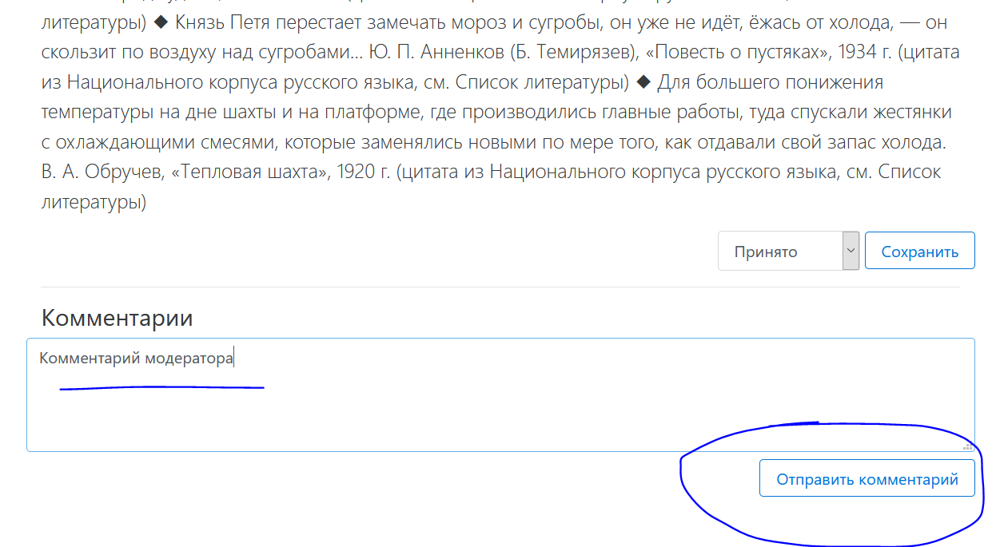 литературы) ◆ Князь Петя перестает замечать мороз и сугробы, он уже не идёт, ёжась от холода, — он
скользит по воздуху над сугробами... Ю. П. Анненков (Б. Темирязев), «Повесть о пустяках», 1934 г. (цитата
из Национального корпуса русского языка, см. Список литературы) ◆ Для большего понижения
температуры на дне шахты и на платформе, где производились главные работы, туда спускали жестянки
с охлаждающими смесями, которые заменялись новыми по мере того, как отдавали свой запас холода.
В. А. Обручев, «Тепловая шахта», 1920 г. (цитата из Национального корпуса русского языка, см. Список
литературы)
Принято
Сохранить
Комментарии
Комментарий модератора
Отправить комментарий